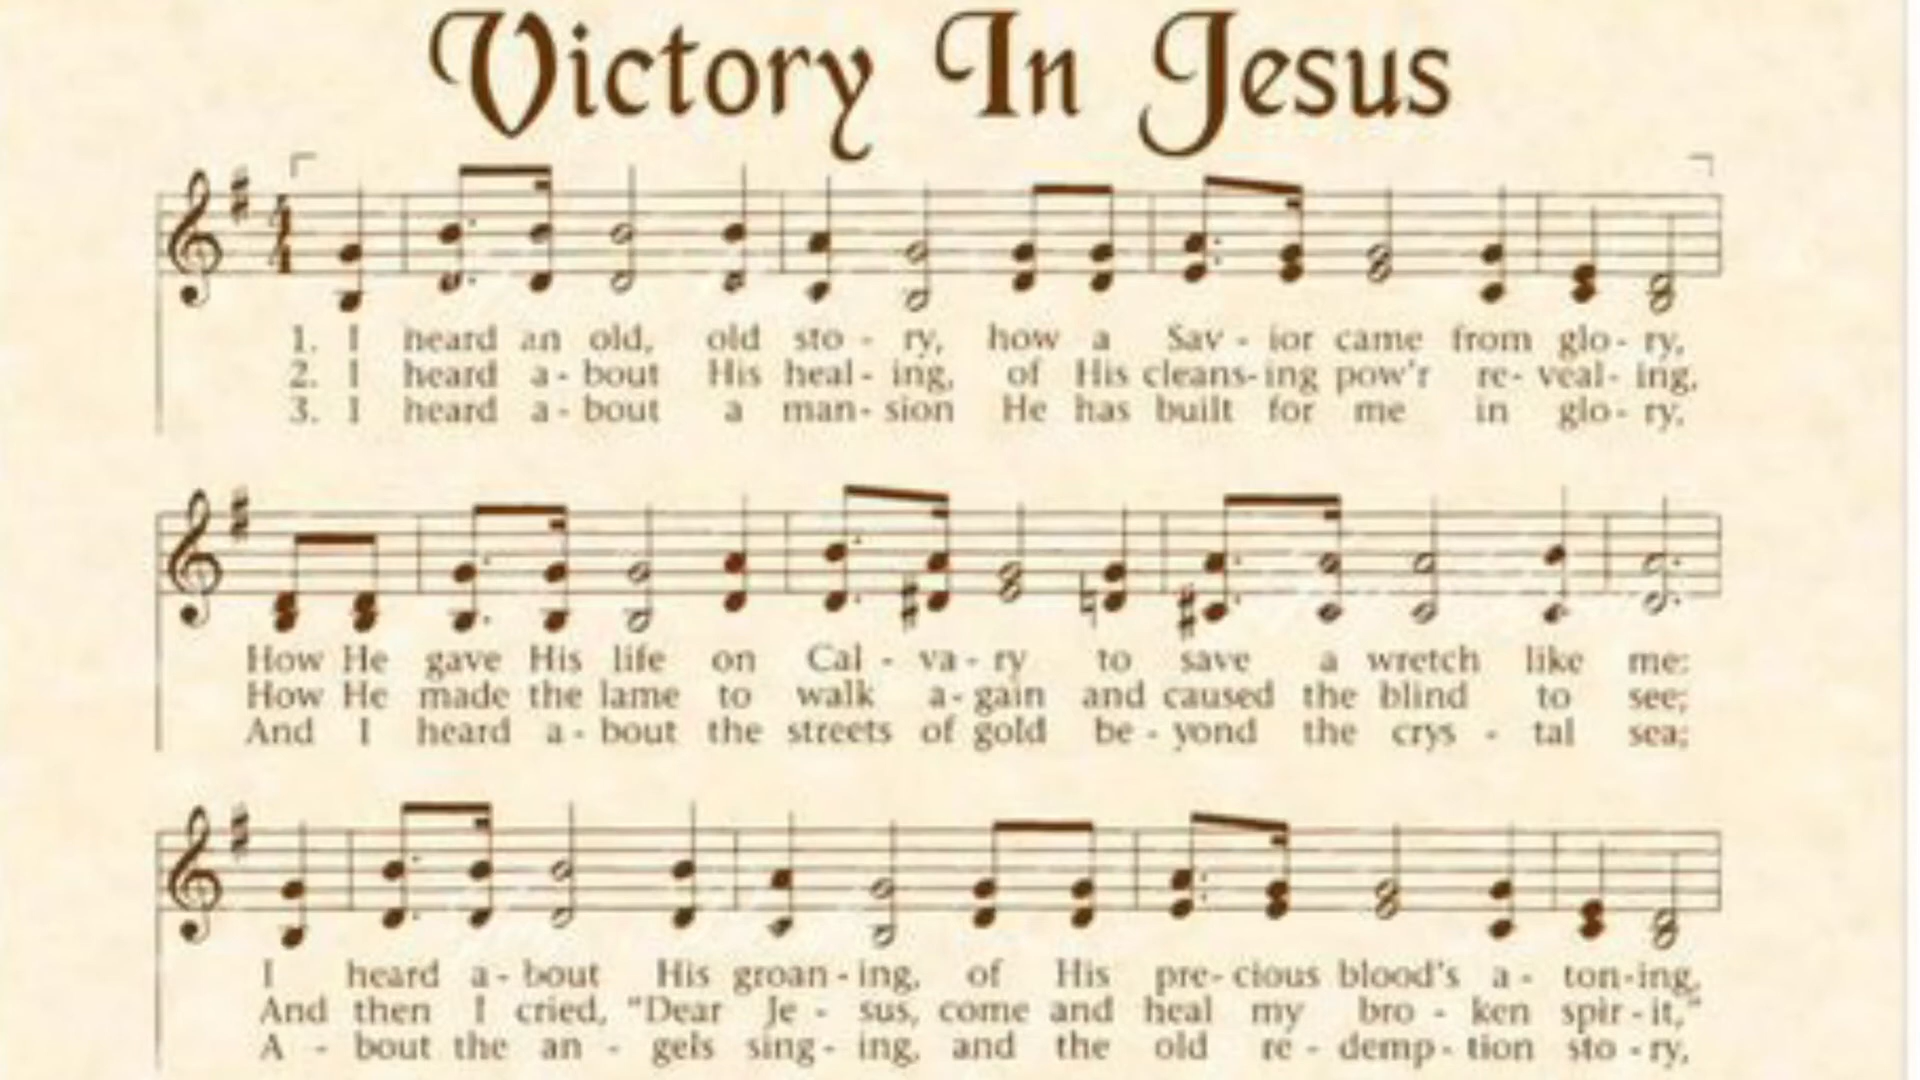 Victory In Jesus
1. I heard an old, old sto - ry, how a Sav - ior came from glo - ry,
2. I heard a - bout His heal - ing, of His cleans - ing pow'r re - veal - ing,
3. I heard a - bout a man - sion He has built for me in glo - ry,
How He gave His life on Cal - va - ry to save a wretch like me:
How He made the lame to walk a - gain and caused the blind to see;
And I heard a - bout the streets of gold be - yond the crys - tal sea;
I heard a - bout His groan - ing, of His pre - cious blood's a - ton - ing,
And then I cried, "Dear Je - sus, come and heal my bro - ken spir - it,"
A - bout the an - gels sing - ing, and the old re - demp - tion sto - ry,